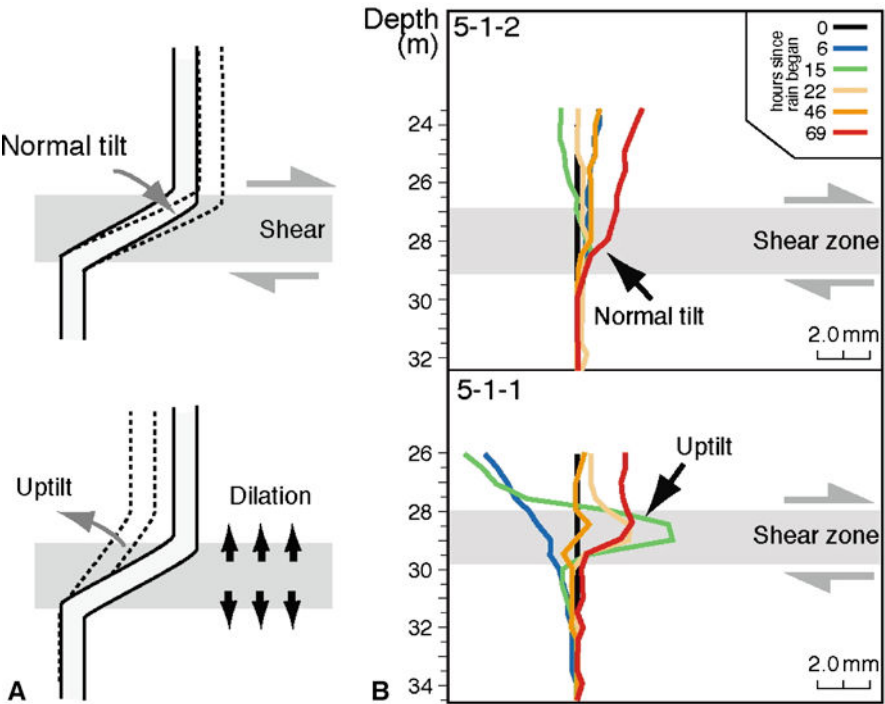 Normal tilt
Shear
Uptilt
Dilation
A
Depth
(m)
5-1-2
hours since
rain began
0
6
15
22
46
69
24
26
28
30
32
Shear zone
Normal tilt
2.0 mm
5-1-1
26
28
30
32
34
Uptilt
Shear zone
2.0 mm
B